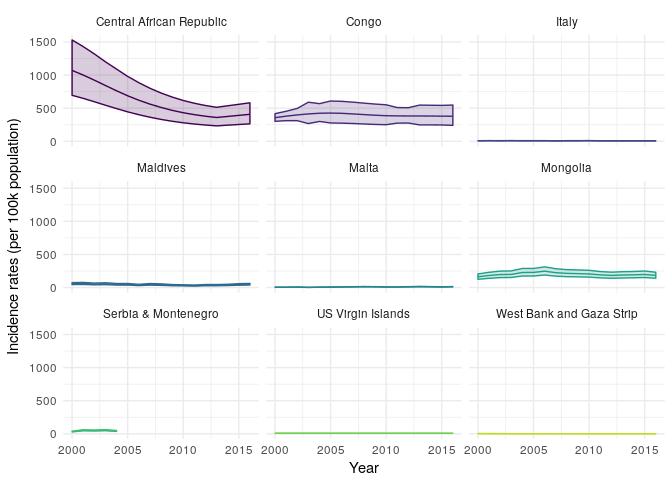 Central African Republic
Congo
Italy
1500
1000
500
0
Maldives
Malta
Mongolia
1500
1000
500
0
Serbia & Montenegro
US Virgin Islands
West Bank and Gaza Strip
1500
1000
500
0
2000 2005 2010 2015
2000 2005 2010 2015
2000 2005 2010 2015
Year
Incidence rates (per 100k population)